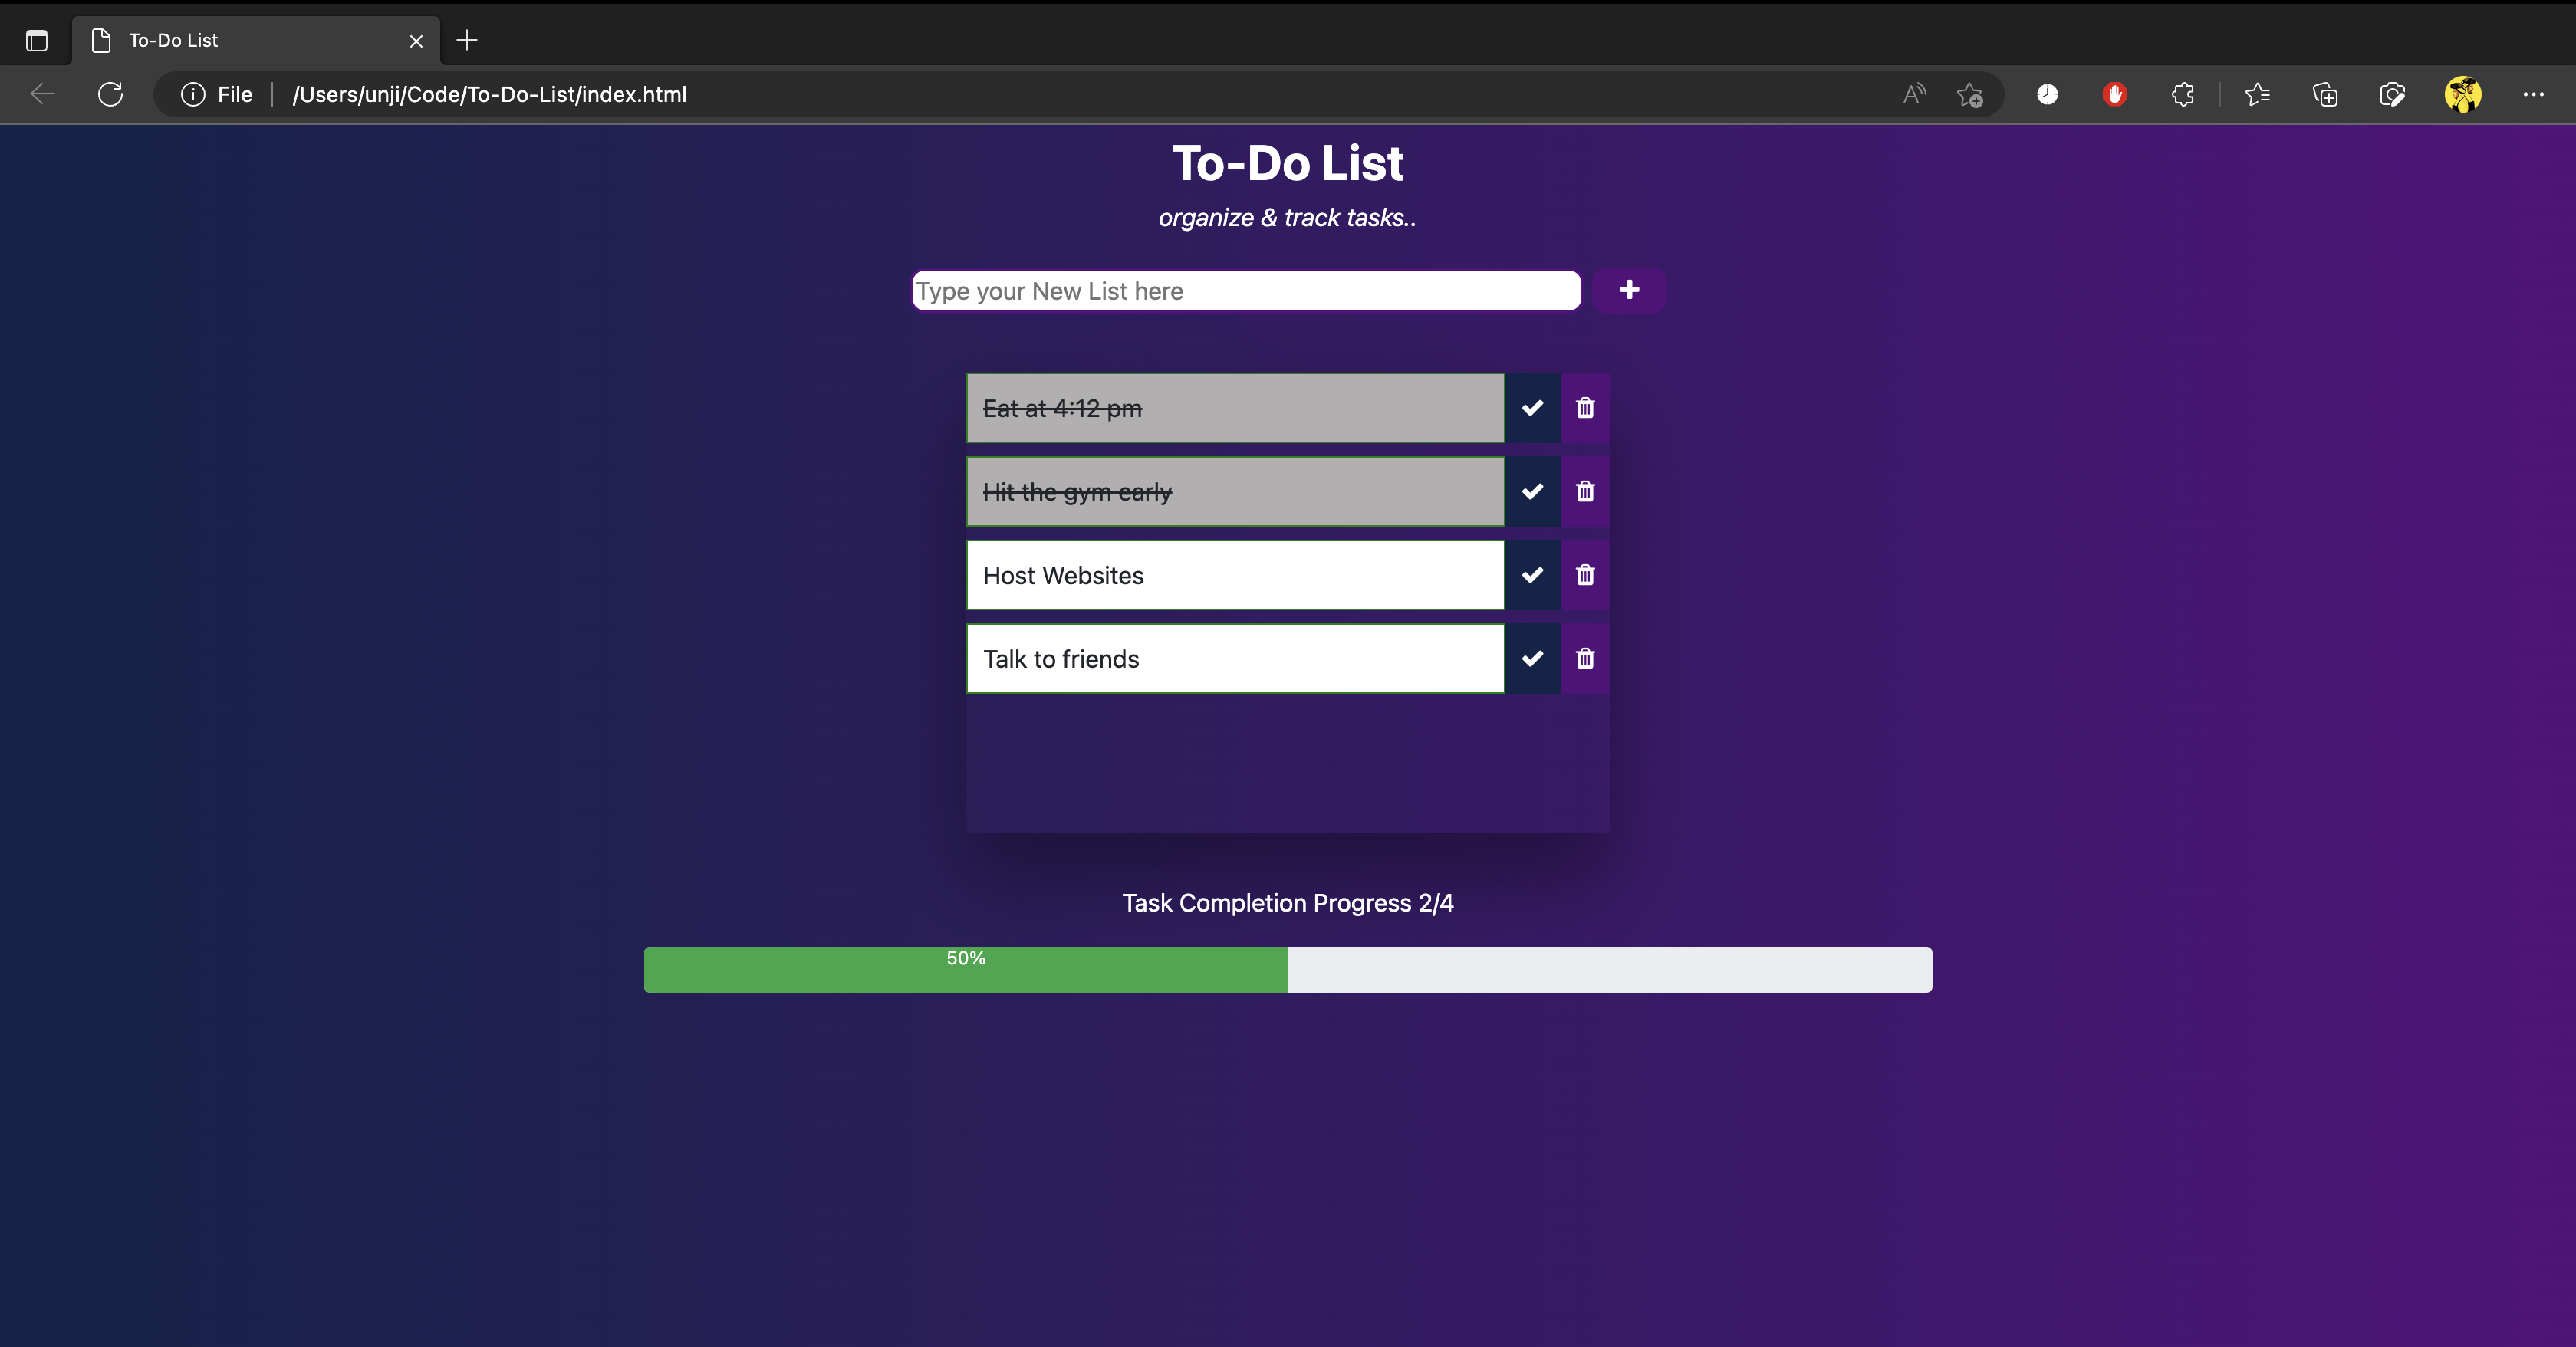 To-Do List
File /Users/unji/Code/To-Do-List/index.html
To-Do List
organize & track tasks..
Type your New List here
Eat at 4:12 pm
Hit the gym early
Host Websites
Talk to friends
Task Completion Progress 2/4
50%